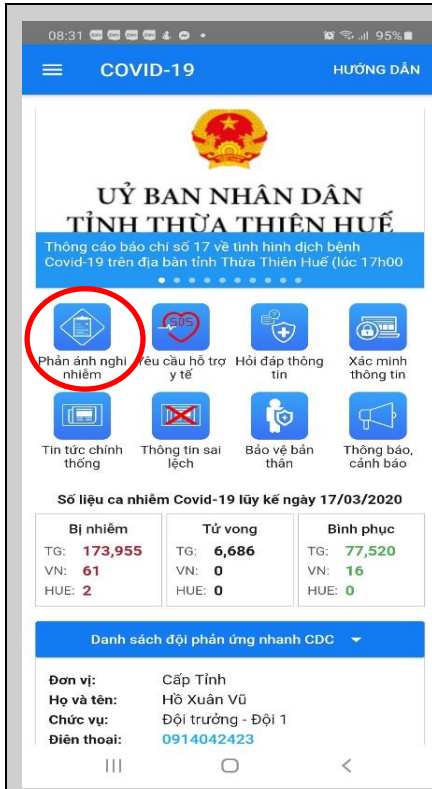 08:31
95%
COVID-19
HƯỚNG DẪN
UỶ BAN NHÂN DÂN
TỈNH THỪA THIÊN HUẾ
Thông cáo báo chí số 17 về tình hình dịch bệnh
Covid-19 trên địa bàn tỉnh Thừa Thiên Huế (lúc 17h00
SOS
Phản ánh nghi
nhiễm
Yêu cầu hỗ trợ
y tế
Hỏi đáp thông
tin
Xác minh
thông tin
Tin tức chính
thống
Thông tin sai
lệch
Bảo vệ bản
thân
Thông báo,
cảnh báo
Số liệu ca nhiễm Covid-19 lũy kế ngày 17/03/2020
Bị nhiễm
TG: 173,955
VN: 61
HUE: 2
Tử vong
TG: 6,686
VN: 0
HUE: 0
Bình phục
TG: 77,520
VN: 16
HUE: 0
Danh sách đội phản ứng nhanh CDC
Đơn vị: Cấp Tỉnh
Họ và tên: Hồ Xuân Vũ
Chức vụ: Đội trưởng - Đội 1
Điện thoại: 0914042423